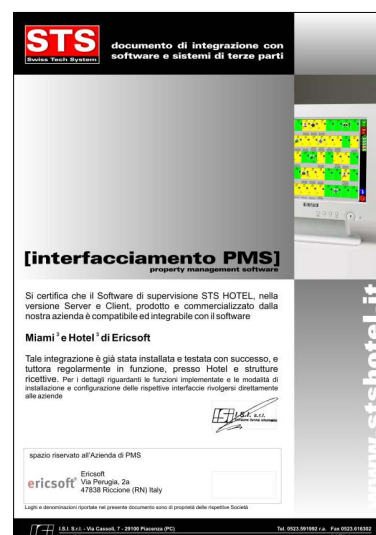 STS
Swiss Tech System
documento di integrazione con
software e sistemi di terze parti
[interfacciamento PMS]
property management software
Si certifica che il Software di supervisione STS HOTEL, nella
versione Server e Client, prodotto e commercializzato dalla
nostra azienda è compatibile ed integrabile con il software
Miami³ e Hotel³ di Ericsoft
Tale integrazione è già stata installata e testata con successo, e
tuttora regolarmente in funzione, presso Hotel e strutture
ricettive. Per i dettagli riguardanti le funzioni implementate e le modalità di
installazione e configurazione delle rispettive interfaccie rivolgersi direttamente
alle aziende
I.S.I. s.r.l.
spazio riservato all'Azienda di PMS
ericsoft
Ericsoft
Via Perugia, 2a
47838 Riccione (RN) Italy
Loghi e denominazioni riportate nel presente documento sono di proprietà delle rispettive Società
www.stshotel.it
I.S.I. S.r.l. - Via Cassoli, 7 - 29100 Piacenza (PC)
Tel. 0523.591992 r.a. Fax 0523.616302